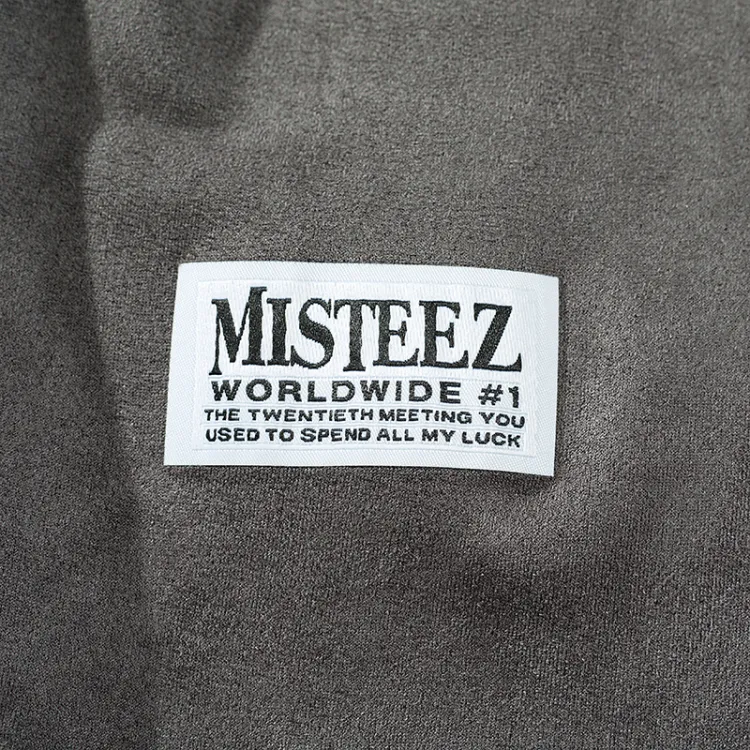 MISTEEZ
WORLDWIDE #1
THE TWENTIETH MEETING YOU
USED TO SPEND ALL MY LUCK